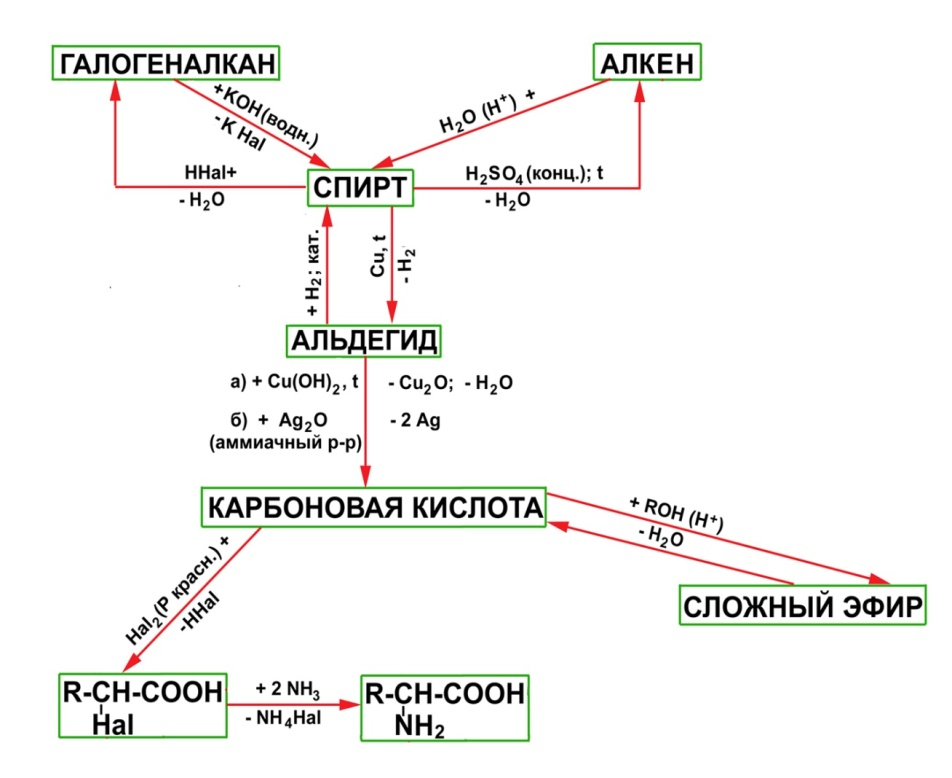 ГАЛОГЕНАЛКАН
АЛКЕН
+KOH(водн.)
-K Hal
H₂O (H⁺) +
HHal+
- H₂O
СПИРТ
H₂SO₄(конц.); t
- H₂O
+ H₂; кат.
Cu, t
- H₂
АЛЬДЕГИД
а) + Cu(OH)₂, t - Cu₂O; - H₂O
б) + Ag₂O - 2 Ag
(аммиачный р-р)
КАРБОНОВАЯ КИСЛОТА
+ ROH (H⁺)
- H₂O
СЛОЖНЫЙ ЭФИР
Hal₂(P красн.) +
-HHal
R-CH-COOH
Hal
+ 2 NH₃
- NH₄Hal
R-CH-COOH
NH₂